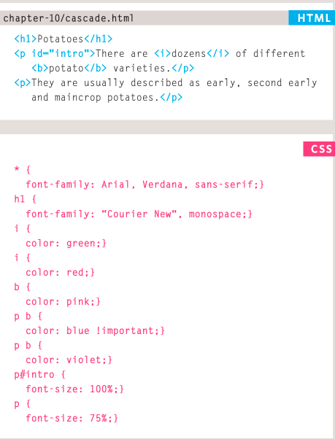 chapter-10/cascade.html HTML
<h1>Potatoes</h1>
<p id="intro">There are <i>dozens</i> of different
<b>potato</b> varieties.</p>
<p>They are usually described as early, second early
and maincrop potatoes.</p>
CSS
* {
font-family: Arial, Verdana, sans-serif;}
h1 {
font-family: "Courier New", monospace;}
i {
color: green;}
i {
color: red;}
b {
color: pink;}
p b {
color: blue !important;}
p b {
color: violet;}
p#intro {
font-size: 100%;}
p {
font-size: 75%;}